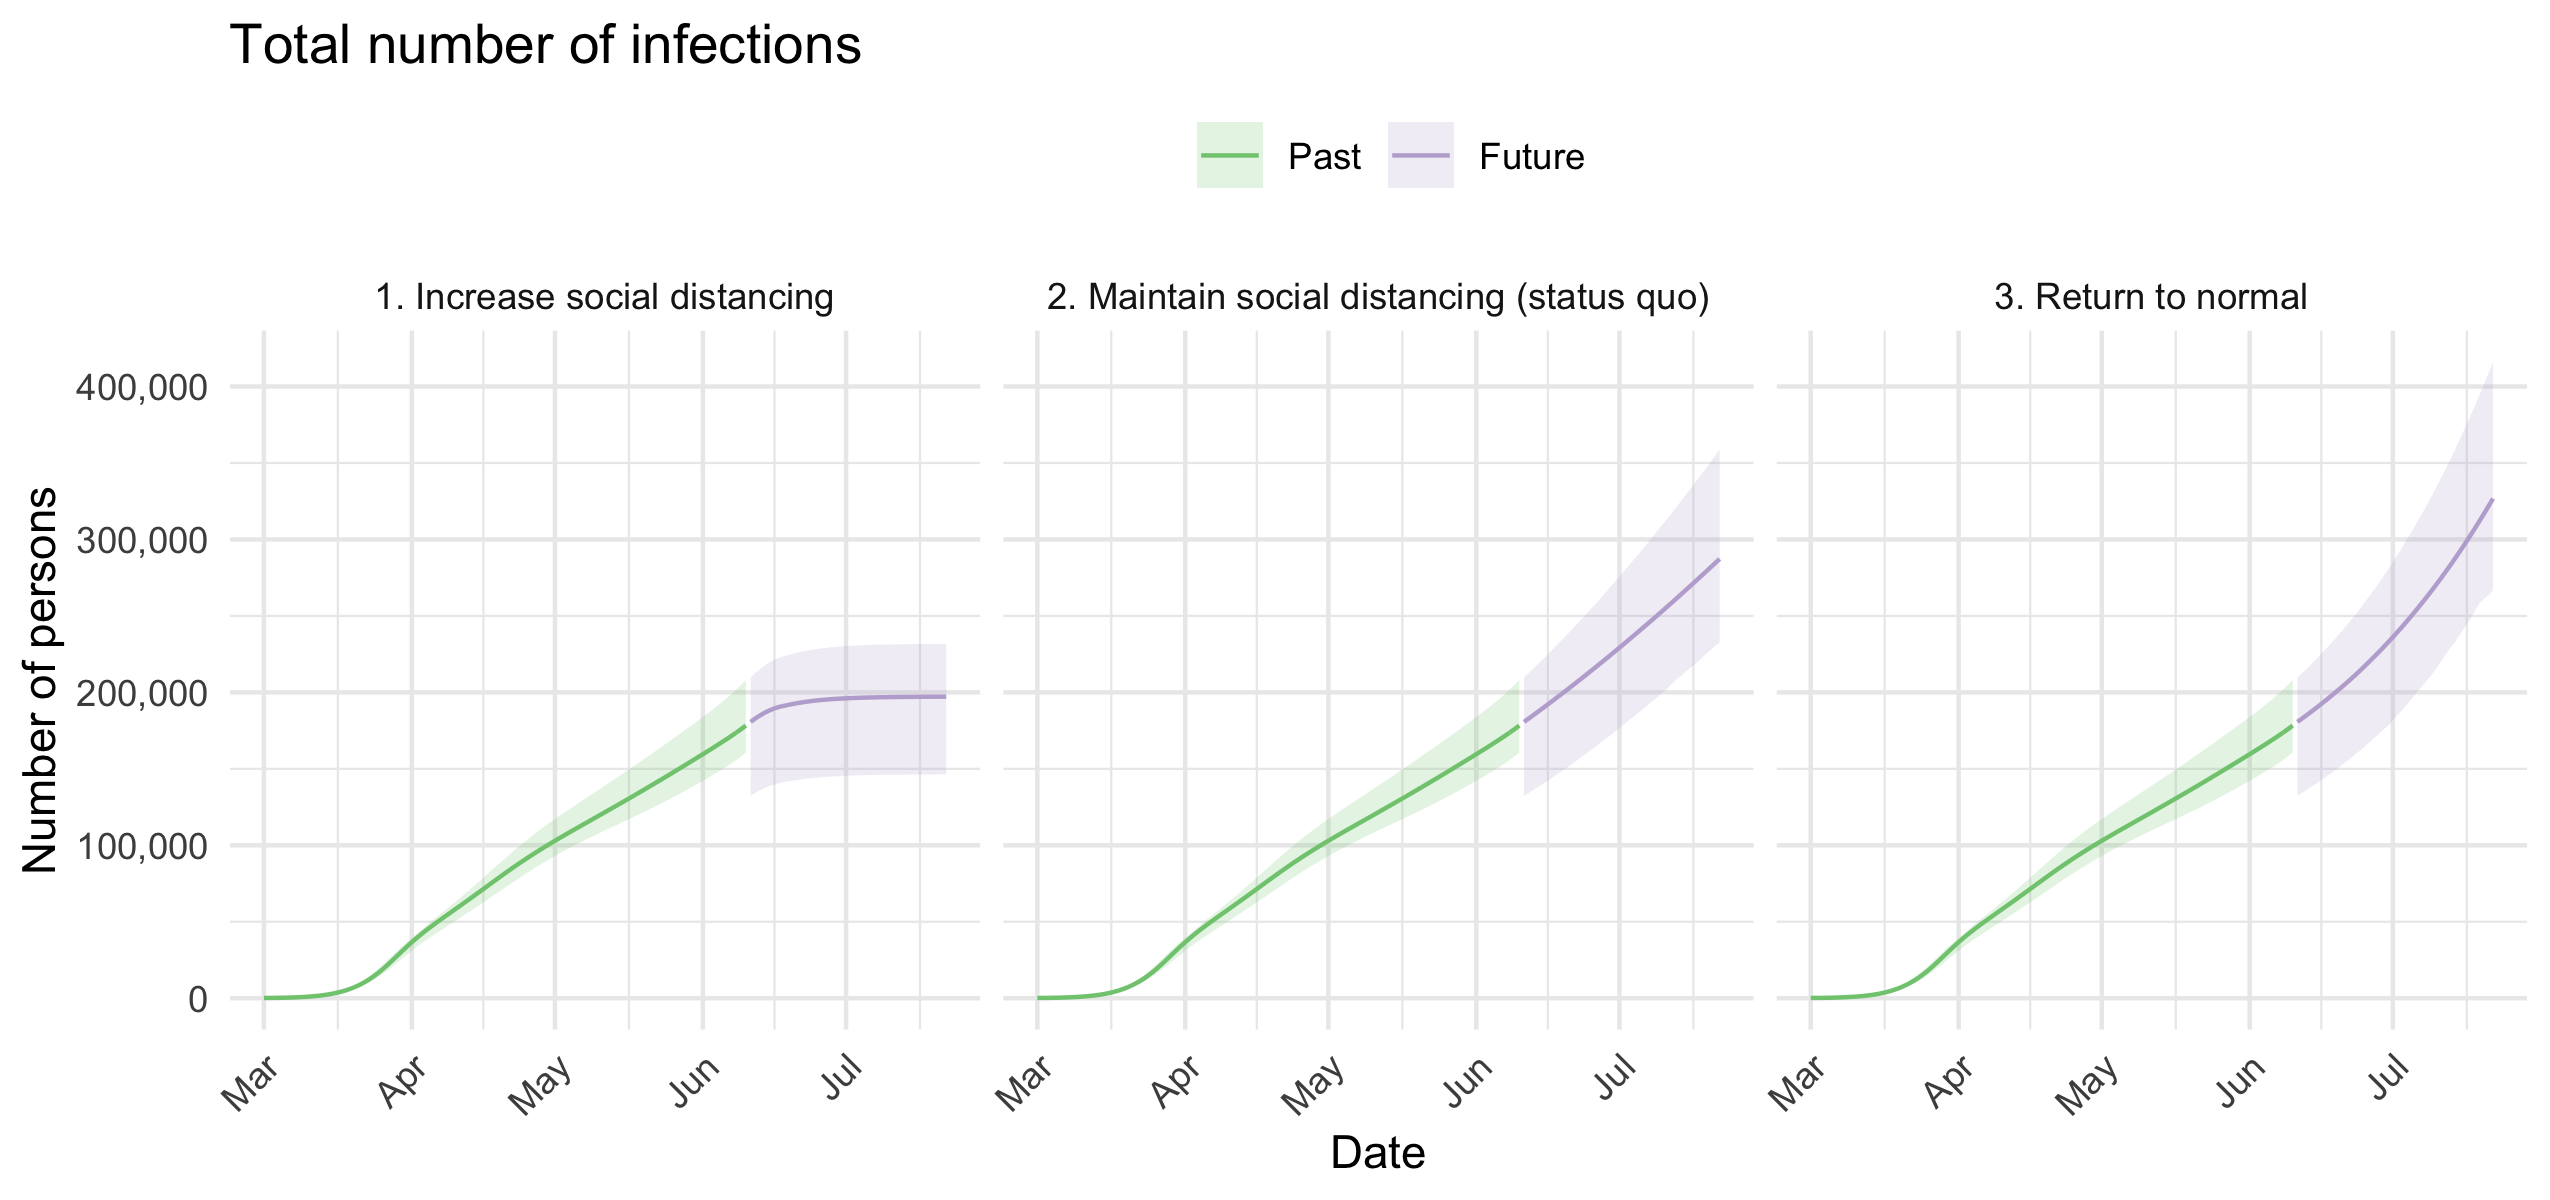 Total number of infections
Past Future
1. Increase social distancing
2. Maintain social distancing (status quo)
3. Return to normal
Number of persons
400,000
300,000
200,000
100,000
0
Mar Apr May Jun Jul
Mar Apr May Jun Jul
Mar Apr May Jun Jul
Date